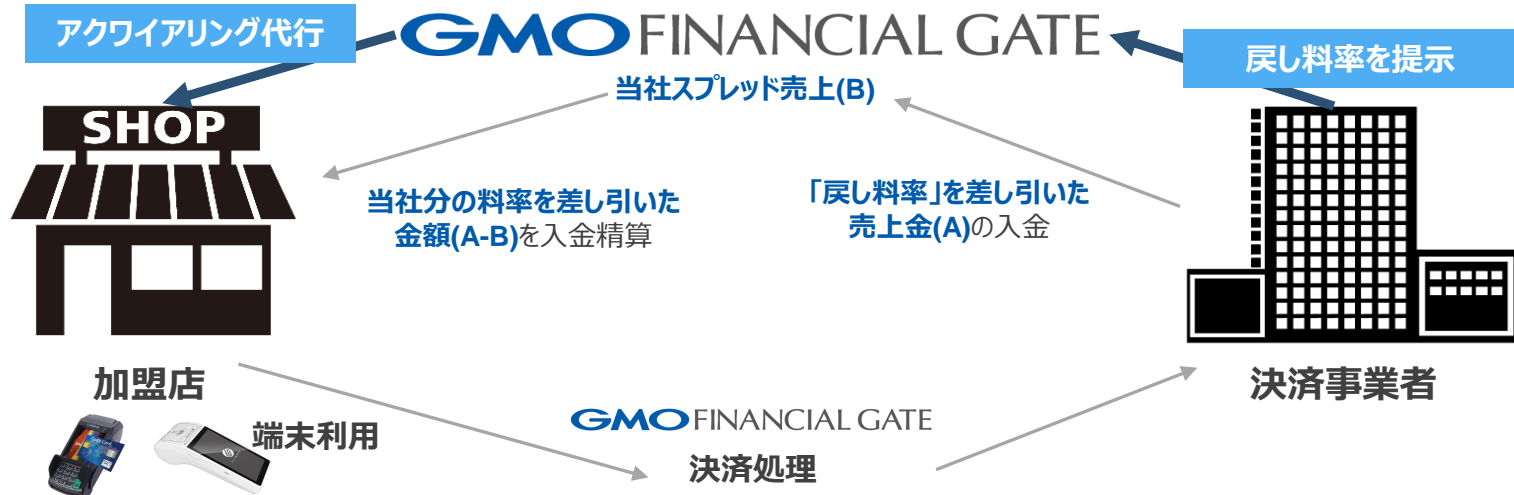 アクワイアリング代行
GMO FINANCIAL GATE
戻し料率を提示
当社スプレッド売上(B)
SHOP
当社分の料率を差し引いた
金額(A-B)を入金精算
「戻し料率」を差し引いた
売上金(A)の入金
加盟店
決済事業者
端末利用
GMO FINANCIAL GATE
決済処理